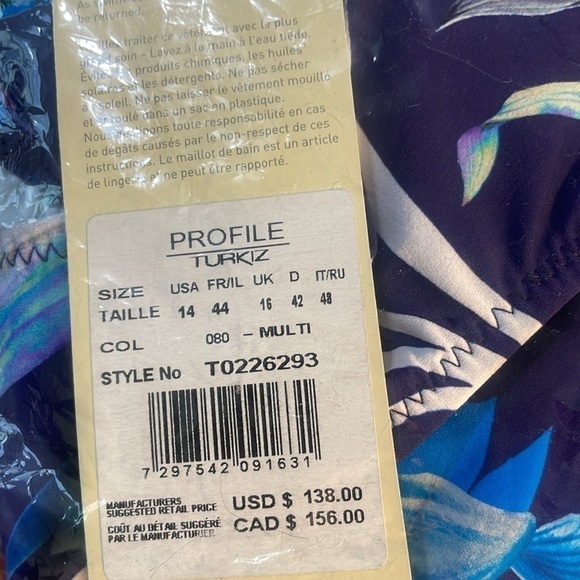 be returned.
traiter ce vêtement avec le plus
soin – Lavez à la main à l'eau tiède.
produits chimiques, les huiles
solaires et les détergents. Ne pas sécher
soleil. Ne pas laisser le vêtement mouillé
et enroulé dans un sac en plastique.
Nous déclinons toute responsabilité en cas
de dégats causés par le non-respect de ces
instructions. Le maillot de bain est un article
de lingerie et ne peut être rapporté.
PROFILE
TURKIZ
SIZE USA FR/IL UK D IT/RU
TAILLE 14 44 16 42 48
COL 080 - MULTI
STYLE No T0226293
7 297542 091631
MANUFACTURERS
SUGGESTED RETAIL PRICE USD $ 138.00
COÛT AU DÉTAIL SUGGÉRÉ
PAR LE MANUFACTURIER CAD $ 156.00